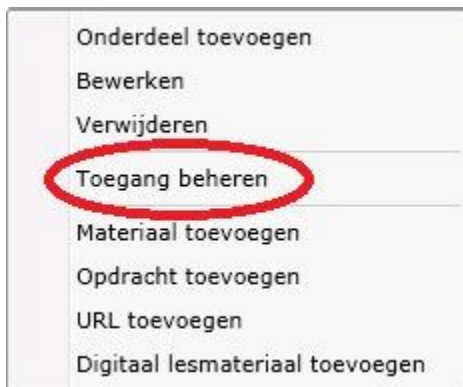 Onderdeel toevoegen
Bewerken
Verwijderen
Toegang beheren
Materiaal toevoegen
Opdracht toevoegen
URL toevoegen
Digitaal lesmateriaal toevoegen